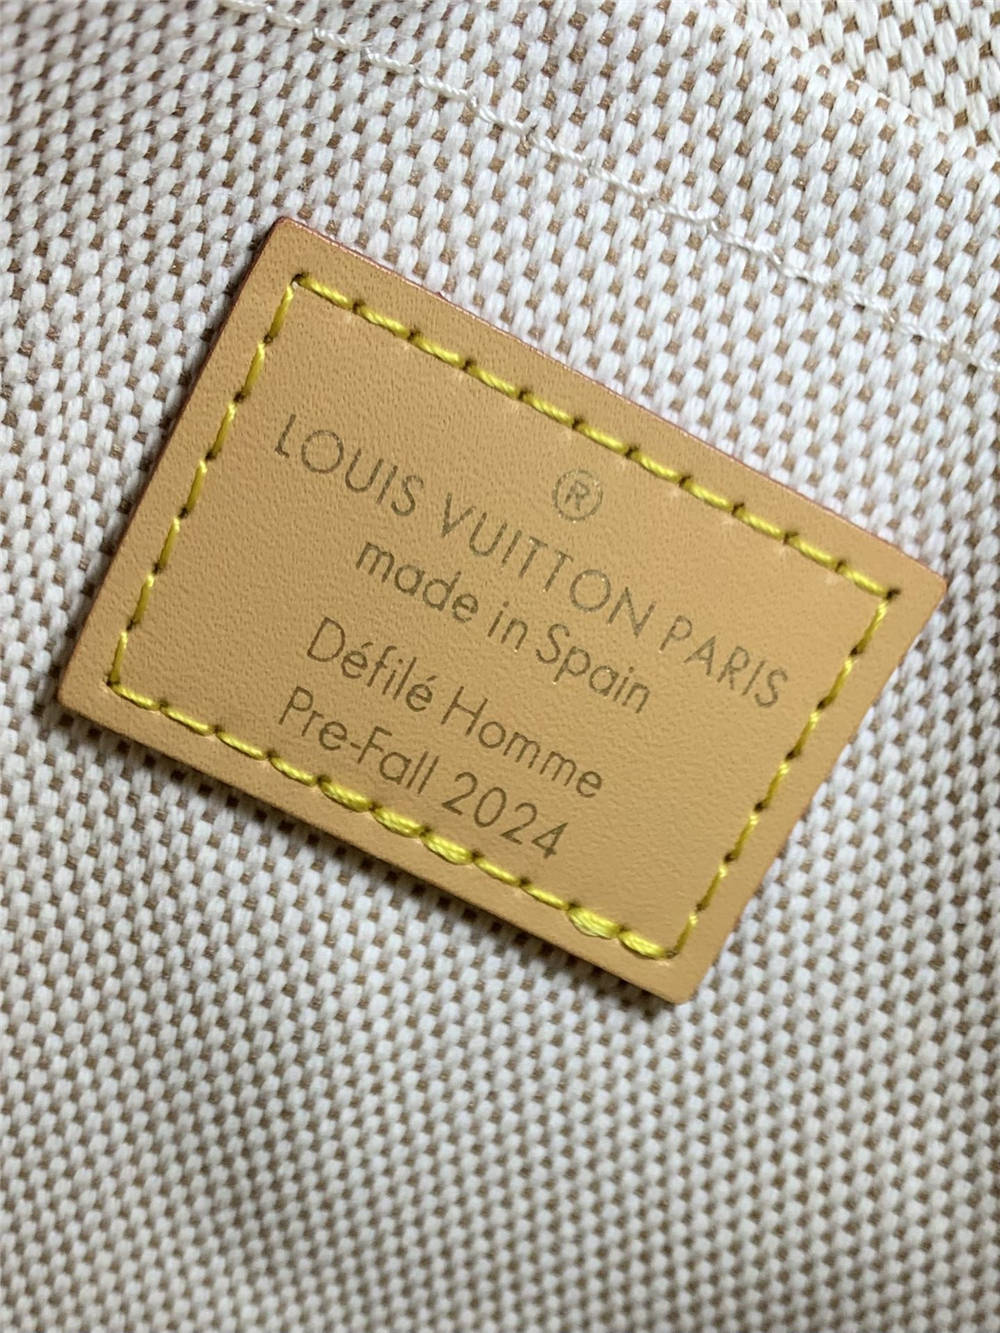 ®
LOUIS VUITTON PARIS
made in Spain
Défilé Homme
Pre-Fall 2024